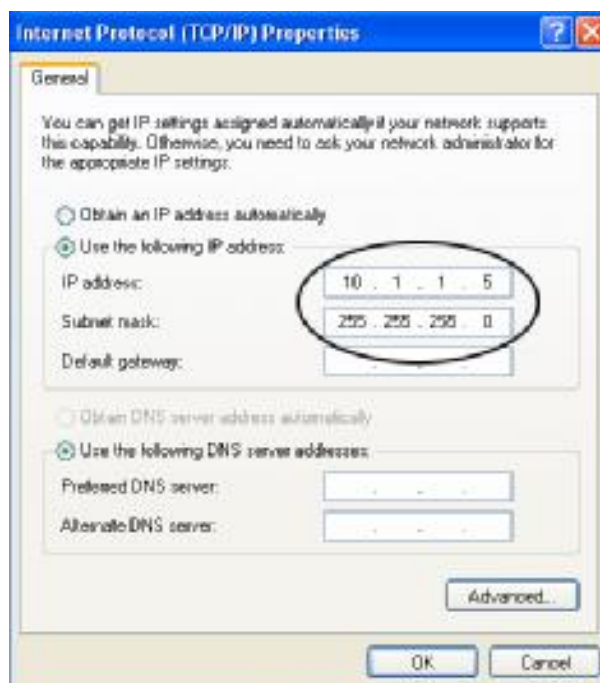 Internet Protocol (TCP/IP) Properties
General
You can get IP settings assigned automatically if your network supports
this capability. Otherwise, you need to ask your network administrator for
the appropriate IP settings.
Obtain an IP address automatically
Use the following IP address:
IP address: 10 . 1 . 1 . 5
Subnet mask: 255 . 255 . 255 . 0
Default gateway: . . .
Obtain DNS server address automatically
Use the following DNS server addresses:
Preferred DNS server: . . .
Alternate DNS server: . . .
Advanced...
OK Cancel